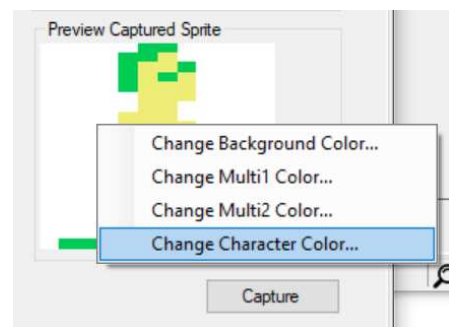 Preview Captured Sprite
Change Background Color...
Change Multi1 Color...
Change Multi2 Color...
Change Character Color...
Capture